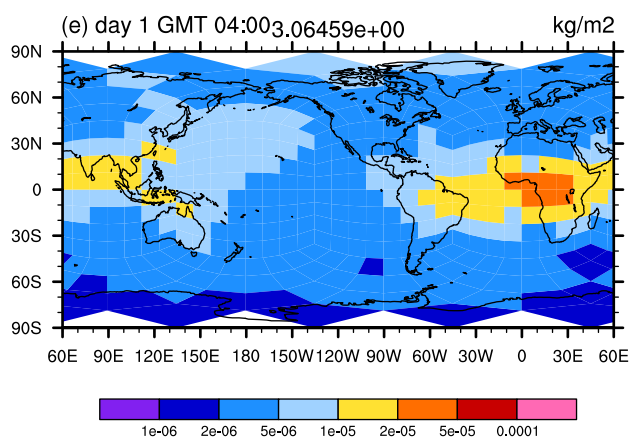 (e) day 1 GMT 04:00 3.06459e+00 kg/m2
90N
60N
30N
0
30S
60S
90S
60E 90E 120E 150E 180 150W 120W 90W 60W 30W 0 30E 60E
1e-06 2e-06 5e-06 1e-05 2e-05 5e-05 0.0001